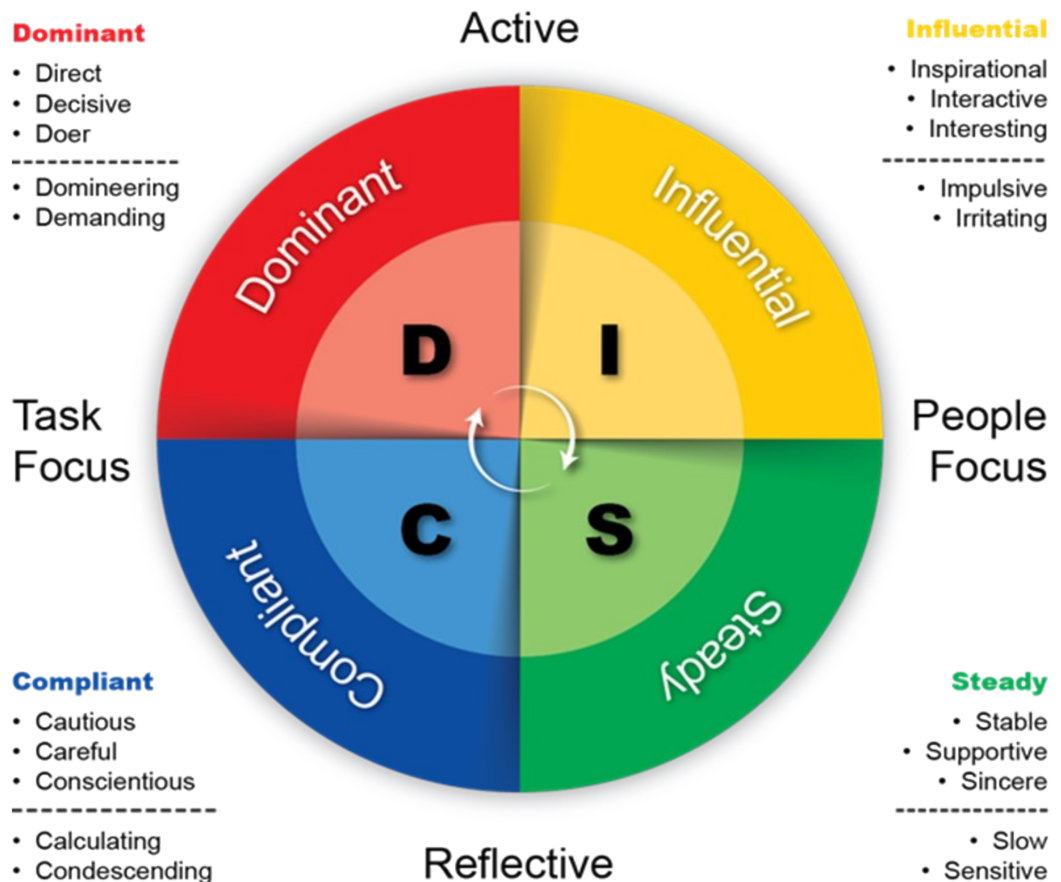 Active
Dominant
• Direct
• Decisive
• Doer
• Domineering
• Demanding
Influential
• Inspirational
• Interactive
• Interesting
• Impulsive
• Irritating
Dominant
Influential
D
I
Task
Focus
People
Focus
C
S
Compliant
Steady
Compliant
• Cautious
• Careful
• Conscientious
• Calculating
• Condescending
Steady
• Stable
• Supportive
• Sincere
• Slow
• Sensitive
Reflective